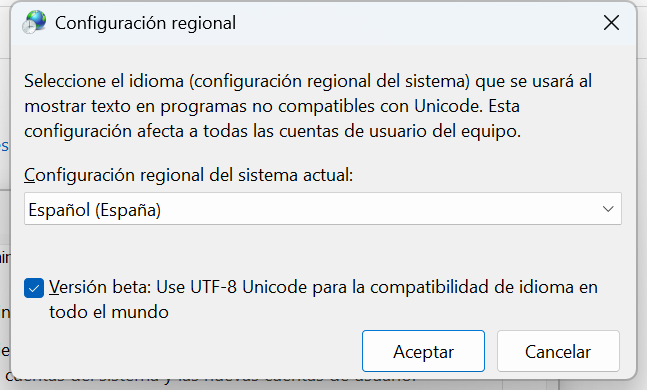 Configuración regional
Seleccione el idioma (configuración regional del sistema) que se usará al
mostrar texto en programas no compatibles con Unicode. Esta
configuración afecta a todas las cuentas de usuario del equipo.
es
Configuración regional del sistema actual:
Español (España)
Versión beta: Use UTF-8 Unicode para la compatibilidad de idioma en
todo el mundo
Aceptar
Cancelar
cuentas del sistema y las nuevas cuentas de usuario.